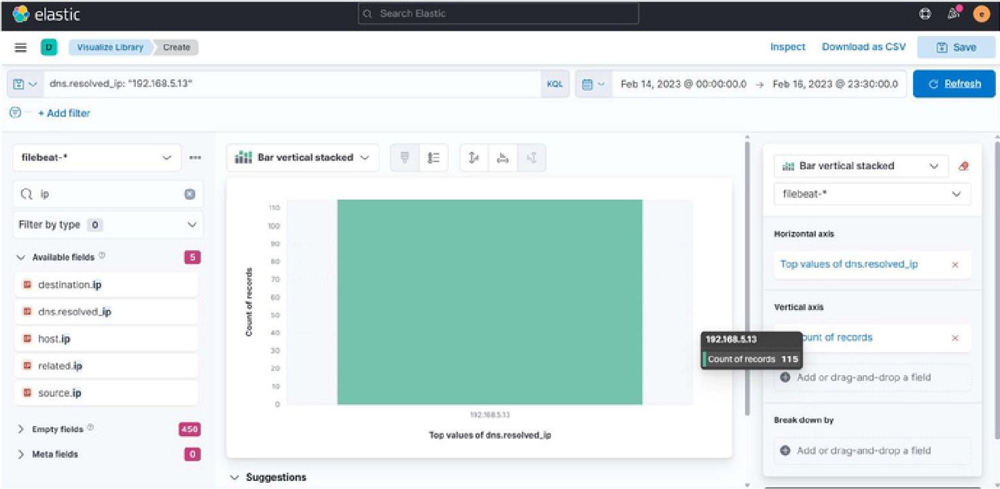 elastic
Search Elastic
e
D
Visualize Library
Create
Inspect
Download as CSV
Save
dns.resolved_ip: "192.168.5.13"
KQL
Feb 14, 2023 @ 00:00:00.0 → Feb 16, 2023 @ 23:30:00.0
Refresh
+ Add filter
filebeat-*
ip
Filter by type 0
Available fields 5
destination.ip
dns.resolved_ip
host.ip
related.ip
source.ip
Empty fields 450
Meta fields 0
Bar vertical stacked
Count of records
110
100
90
80
70
60
50
40
30
20
10
0
192.168.5.13
Top values of dns.resolved_ip
192.168.5.13
Count of records 115
Suggestions
Bar vertical stacked
filebeat-*
Horizontal axis
Top values of dns.resolved_ip
Vertical axis
ount of records
Add or drag-and-drop a field
Break down by
Add or drag-and-drop a field